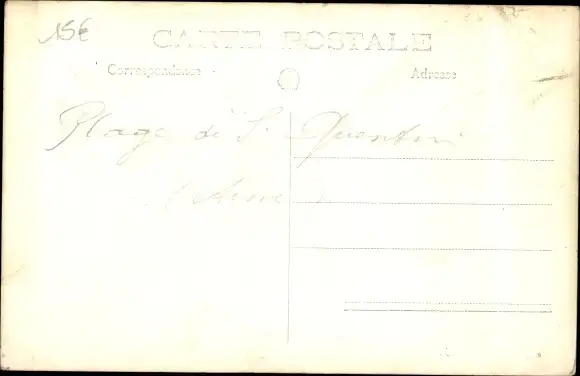 15€
CARTE POSTALE
Correspondance
Adresse
Plage de St. Quentin
(Aisne)